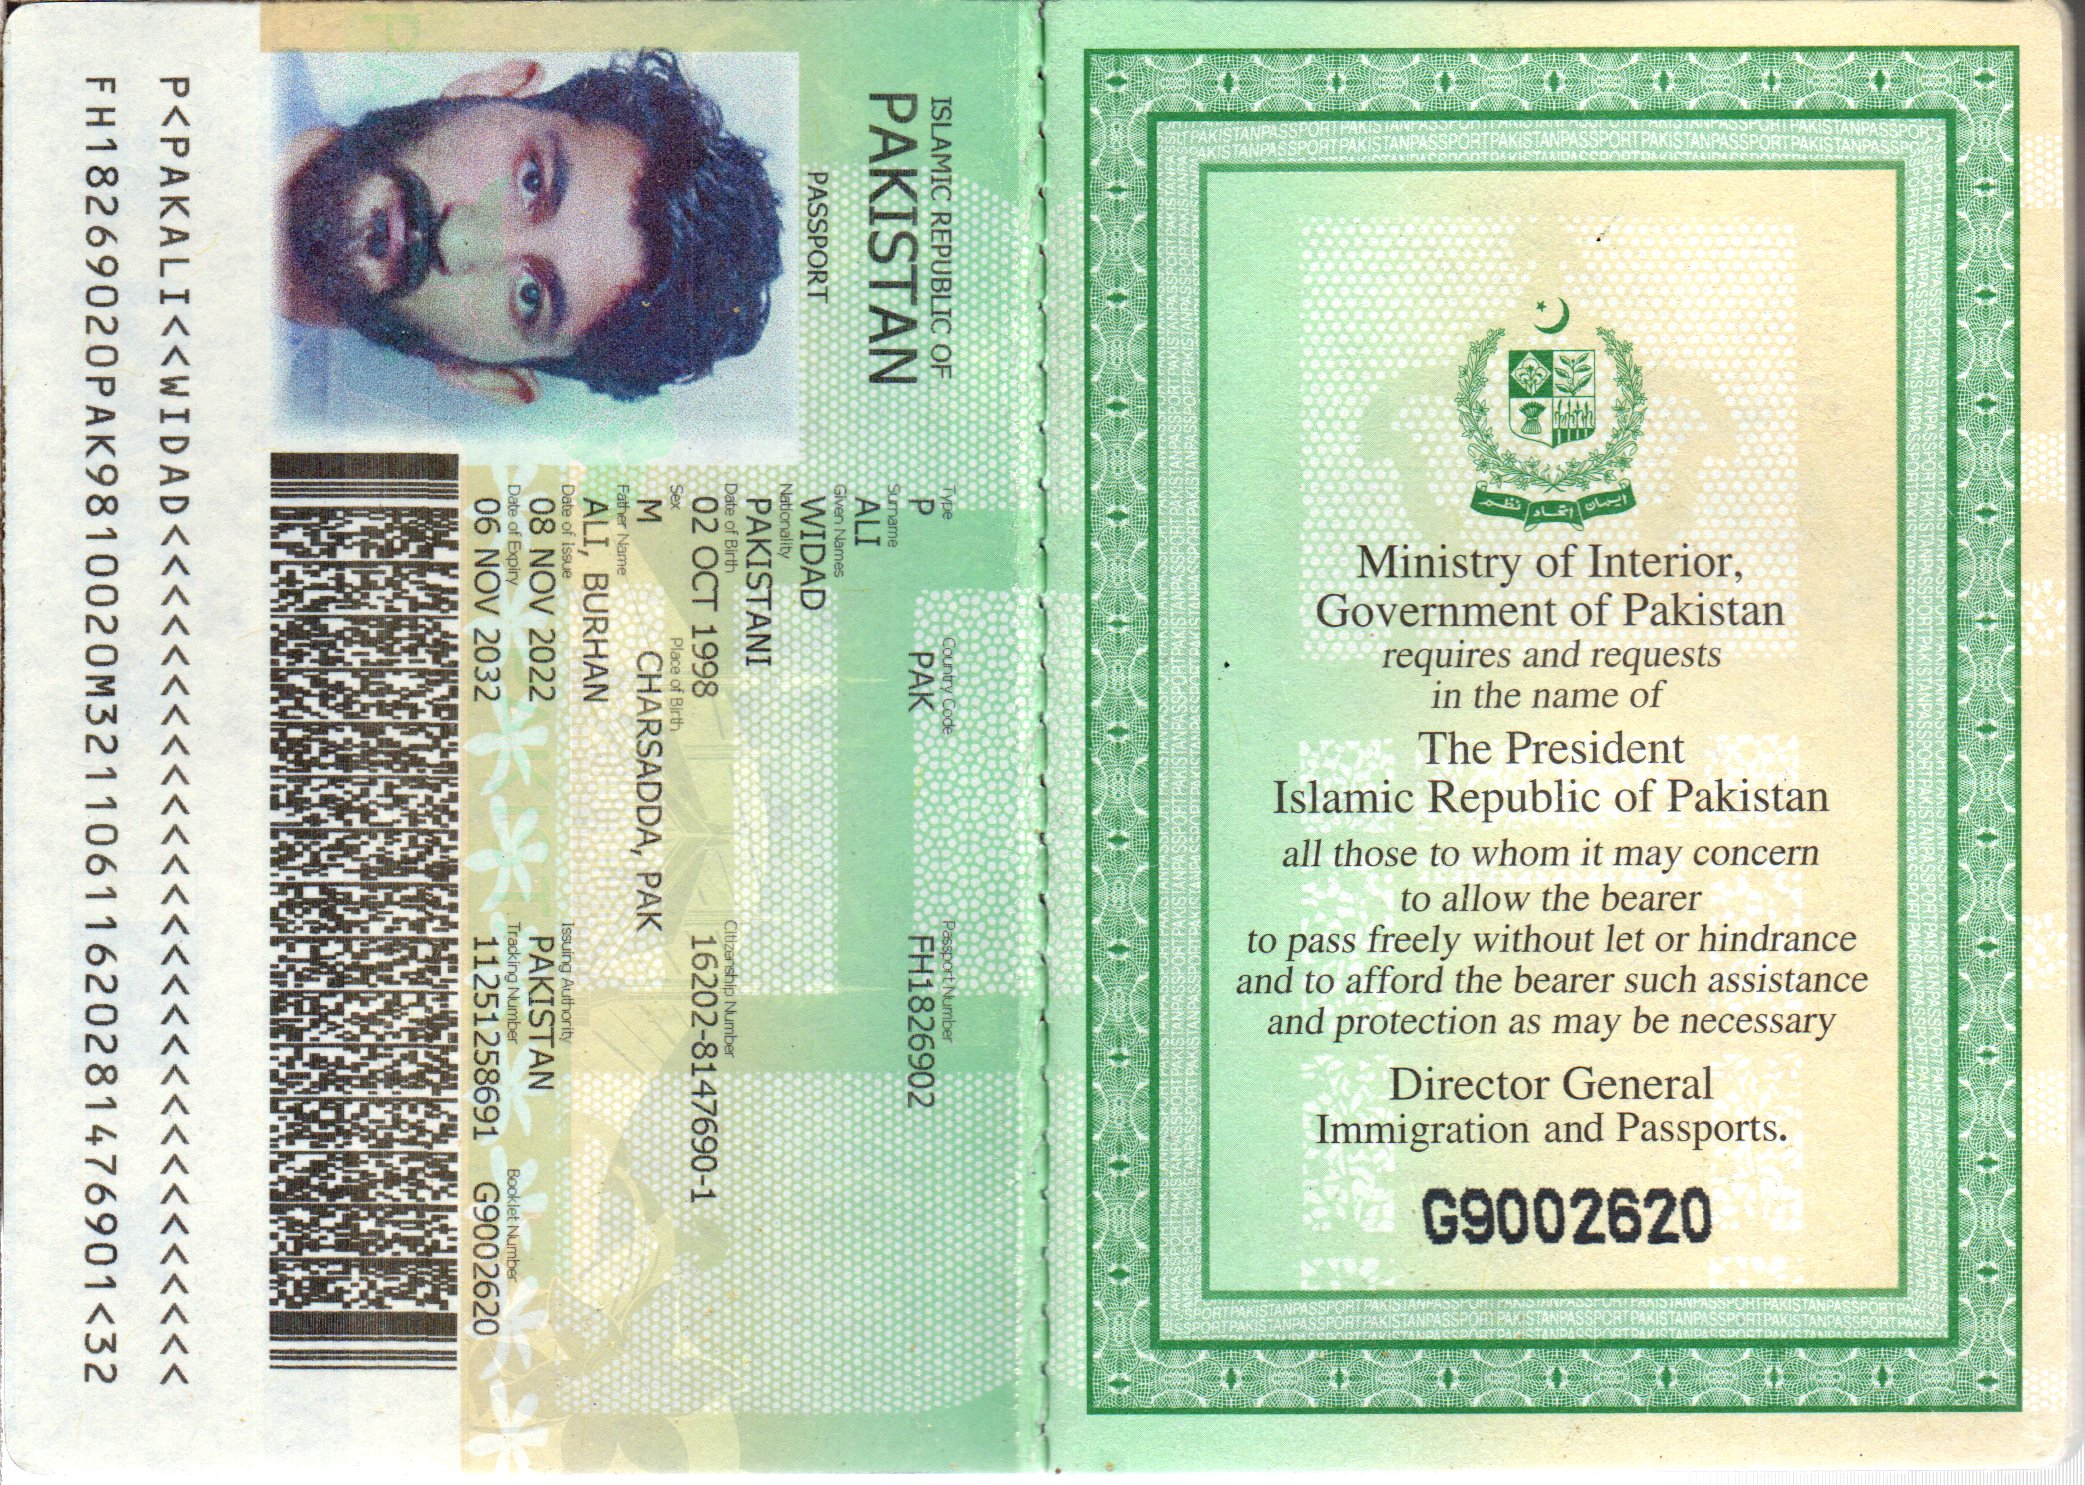 Ministry of Interior,
Government of Pakistan
requires and requests
in the name of
The President
Islamic Republic of Pakistan
all those to whom it may concern
to allow the bearer
to pass freely without let or hindrance
and to afford the bearer such assistance
and protection as may be necessary
Director General
Immigration and Passports.
G9002620
ISLAMIC REPUBLIC OF
PAKISTAN
PASSPORT
Type Country Code Passport Number
P PAK FH1826902
Surname
ALI
Given Names
WIDAD
Nationality
PAKISTANI
Date of Birth Citizenship Number
02 OCT 1998 16202-8147690-1
Sex Place of Birth
M CHARSADDA, PAK
Father Name
ALI, BURHAN
Date of Issue Issuing Authority
08 NOV 2022 PAKISTAN
Date of Expiry Tracking Number Booklet Number
06 NOV 2032 11251258691 G9002620
P<PAKALI<<WIDAD<<<<<<<<<<<<<<<<<<<<<<<<<<<<<
FH18269020PAK9810020M32110611620281476901<32